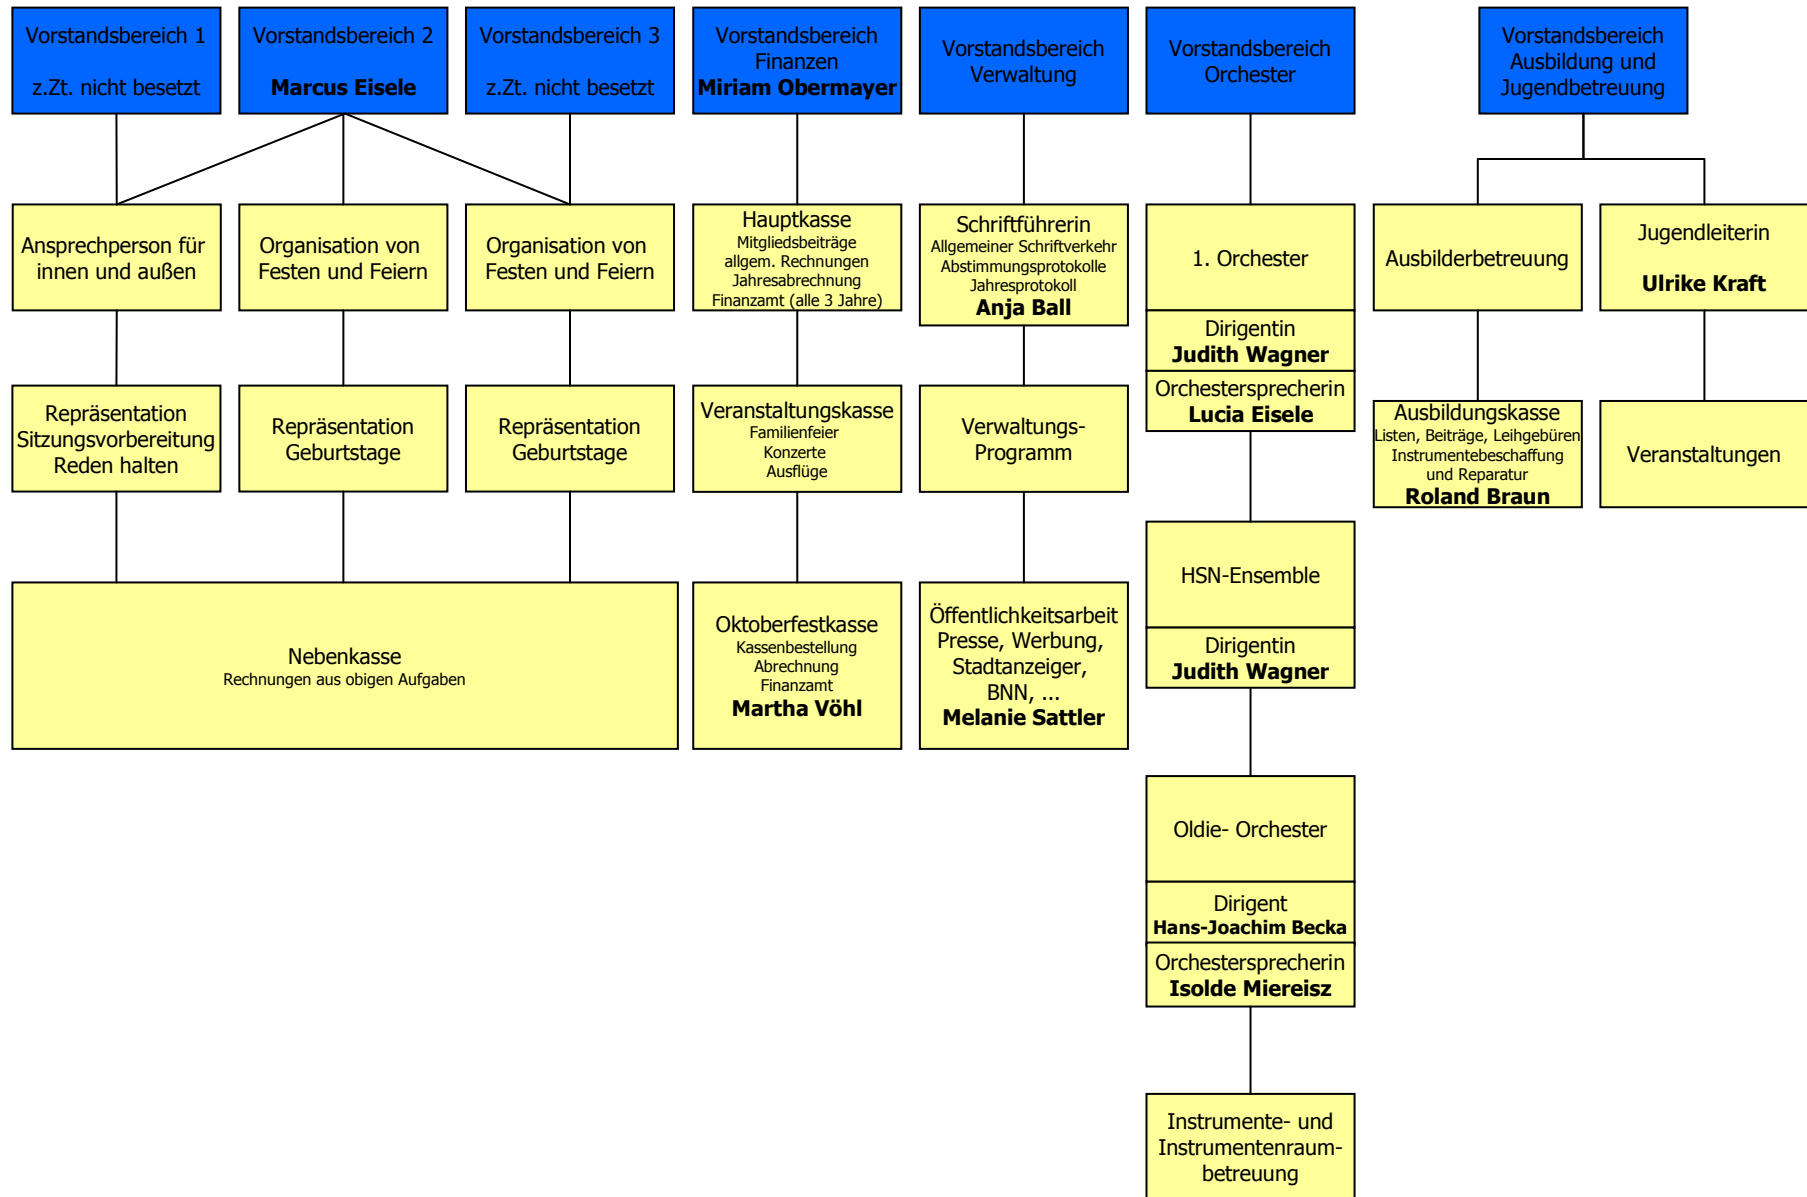 Vorstandsbereich 1
z.Zt. nicht besetzt
Vorstandsbereich 2
Marcus Eisele
Vorstandsbereich 3
z.Zt. nicht besetzt
Vorstandsbereich
Finanzen
Miriam Obermayer
Vorstandsbereich
Verwaltung
Vorstandsbereich
Orchester
Vorstandsbereich
Ausbildung und
Jugendbetreuung
Ansprechperson für
innen und außen
Organisation von
Festen und Feiern
Organisation von
Festen und Feiern
Hauptkasse
Mitgliedsbeiträge
allgem. Rechnungen
Jahresabrechnung
Finanzamt (alle 3 Jahre)
Schriftführerin
Allgemeiner Schriftverkehr
Abstimmungsprotokolle
Jahresprotokoll
Anja Ball
1. Orchester
Dirigentin
Judith Wagner
Orchestersprecherin
Lucia Eisele
Ausbilderbetreuung
Jugendleiterin
Ulrike Kraft
Repräsentation
Sitzungsvorbereitung
Reden halten
Repräsentation
Geburtstage
Repräsentation
Geburtstage
Veranstaltungskasse
Familienfeier
Konzerte
Ausflüge
Verwaltungs-
Programm
Ausbildungskasse
Listen, Beiträge, Leihgebüren
Instrumentebeschaffung
und Reparatur
Roland Braun
Veranstaltungen
Nebenkasse
Rechnungen aus obigen Aufgaben
Oktoberfestkasse
Kassenbestellung
Abrechnung
Finanzamt
Martha Vöhl
Öffentlichkeitsarbeit
Presse, Werbung,
Stadtanzeiger,
BNN, ...
Melanie Sattler
HSN-Ensemble
Dirigentin
Judith Wagner
Oldie- Orchester
Dirigent
Hans-Joachim Becka
Orchestersprecherin
Isolde Miereisz
Instrumente- und
Instrumentenraum-
betreuung